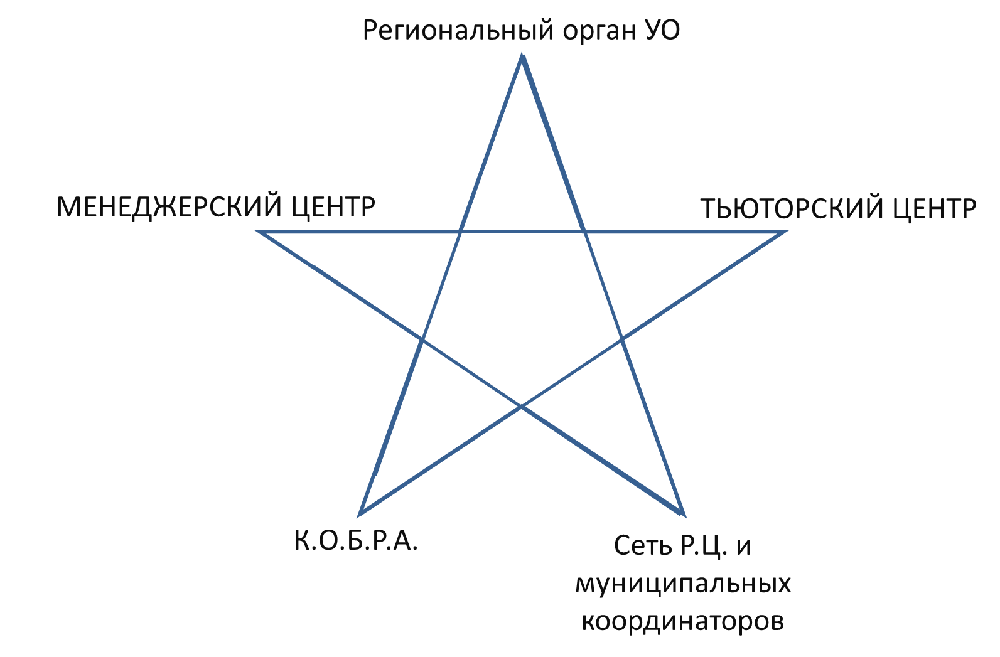 Региональный орган УО
МЕНЕДЖЕРСКИЙ ЦЕНТР
ТЬЮТОРСКИЙ ЦЕНТР
К.О.Б.Р.А.
Сеть Р.Ц. и
муниципальных
координаторов